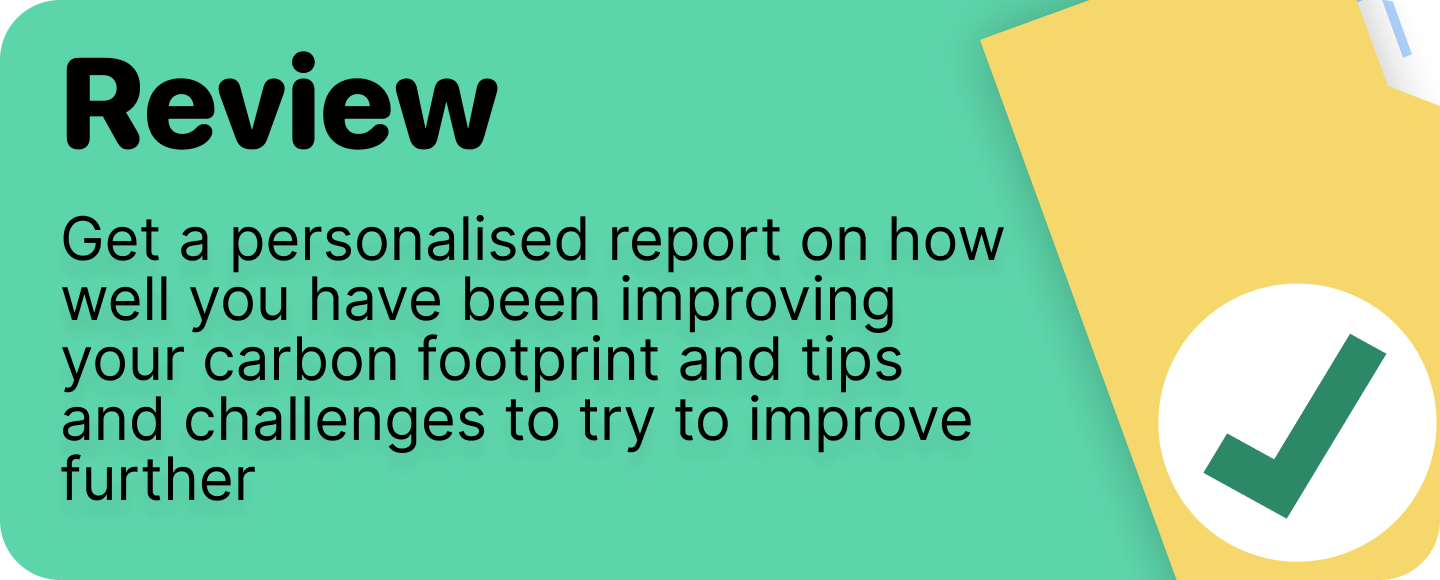 Review
Get a personalised report on how
well you have been improving
your carbon footprint and tips
and challenges to try to improve
further